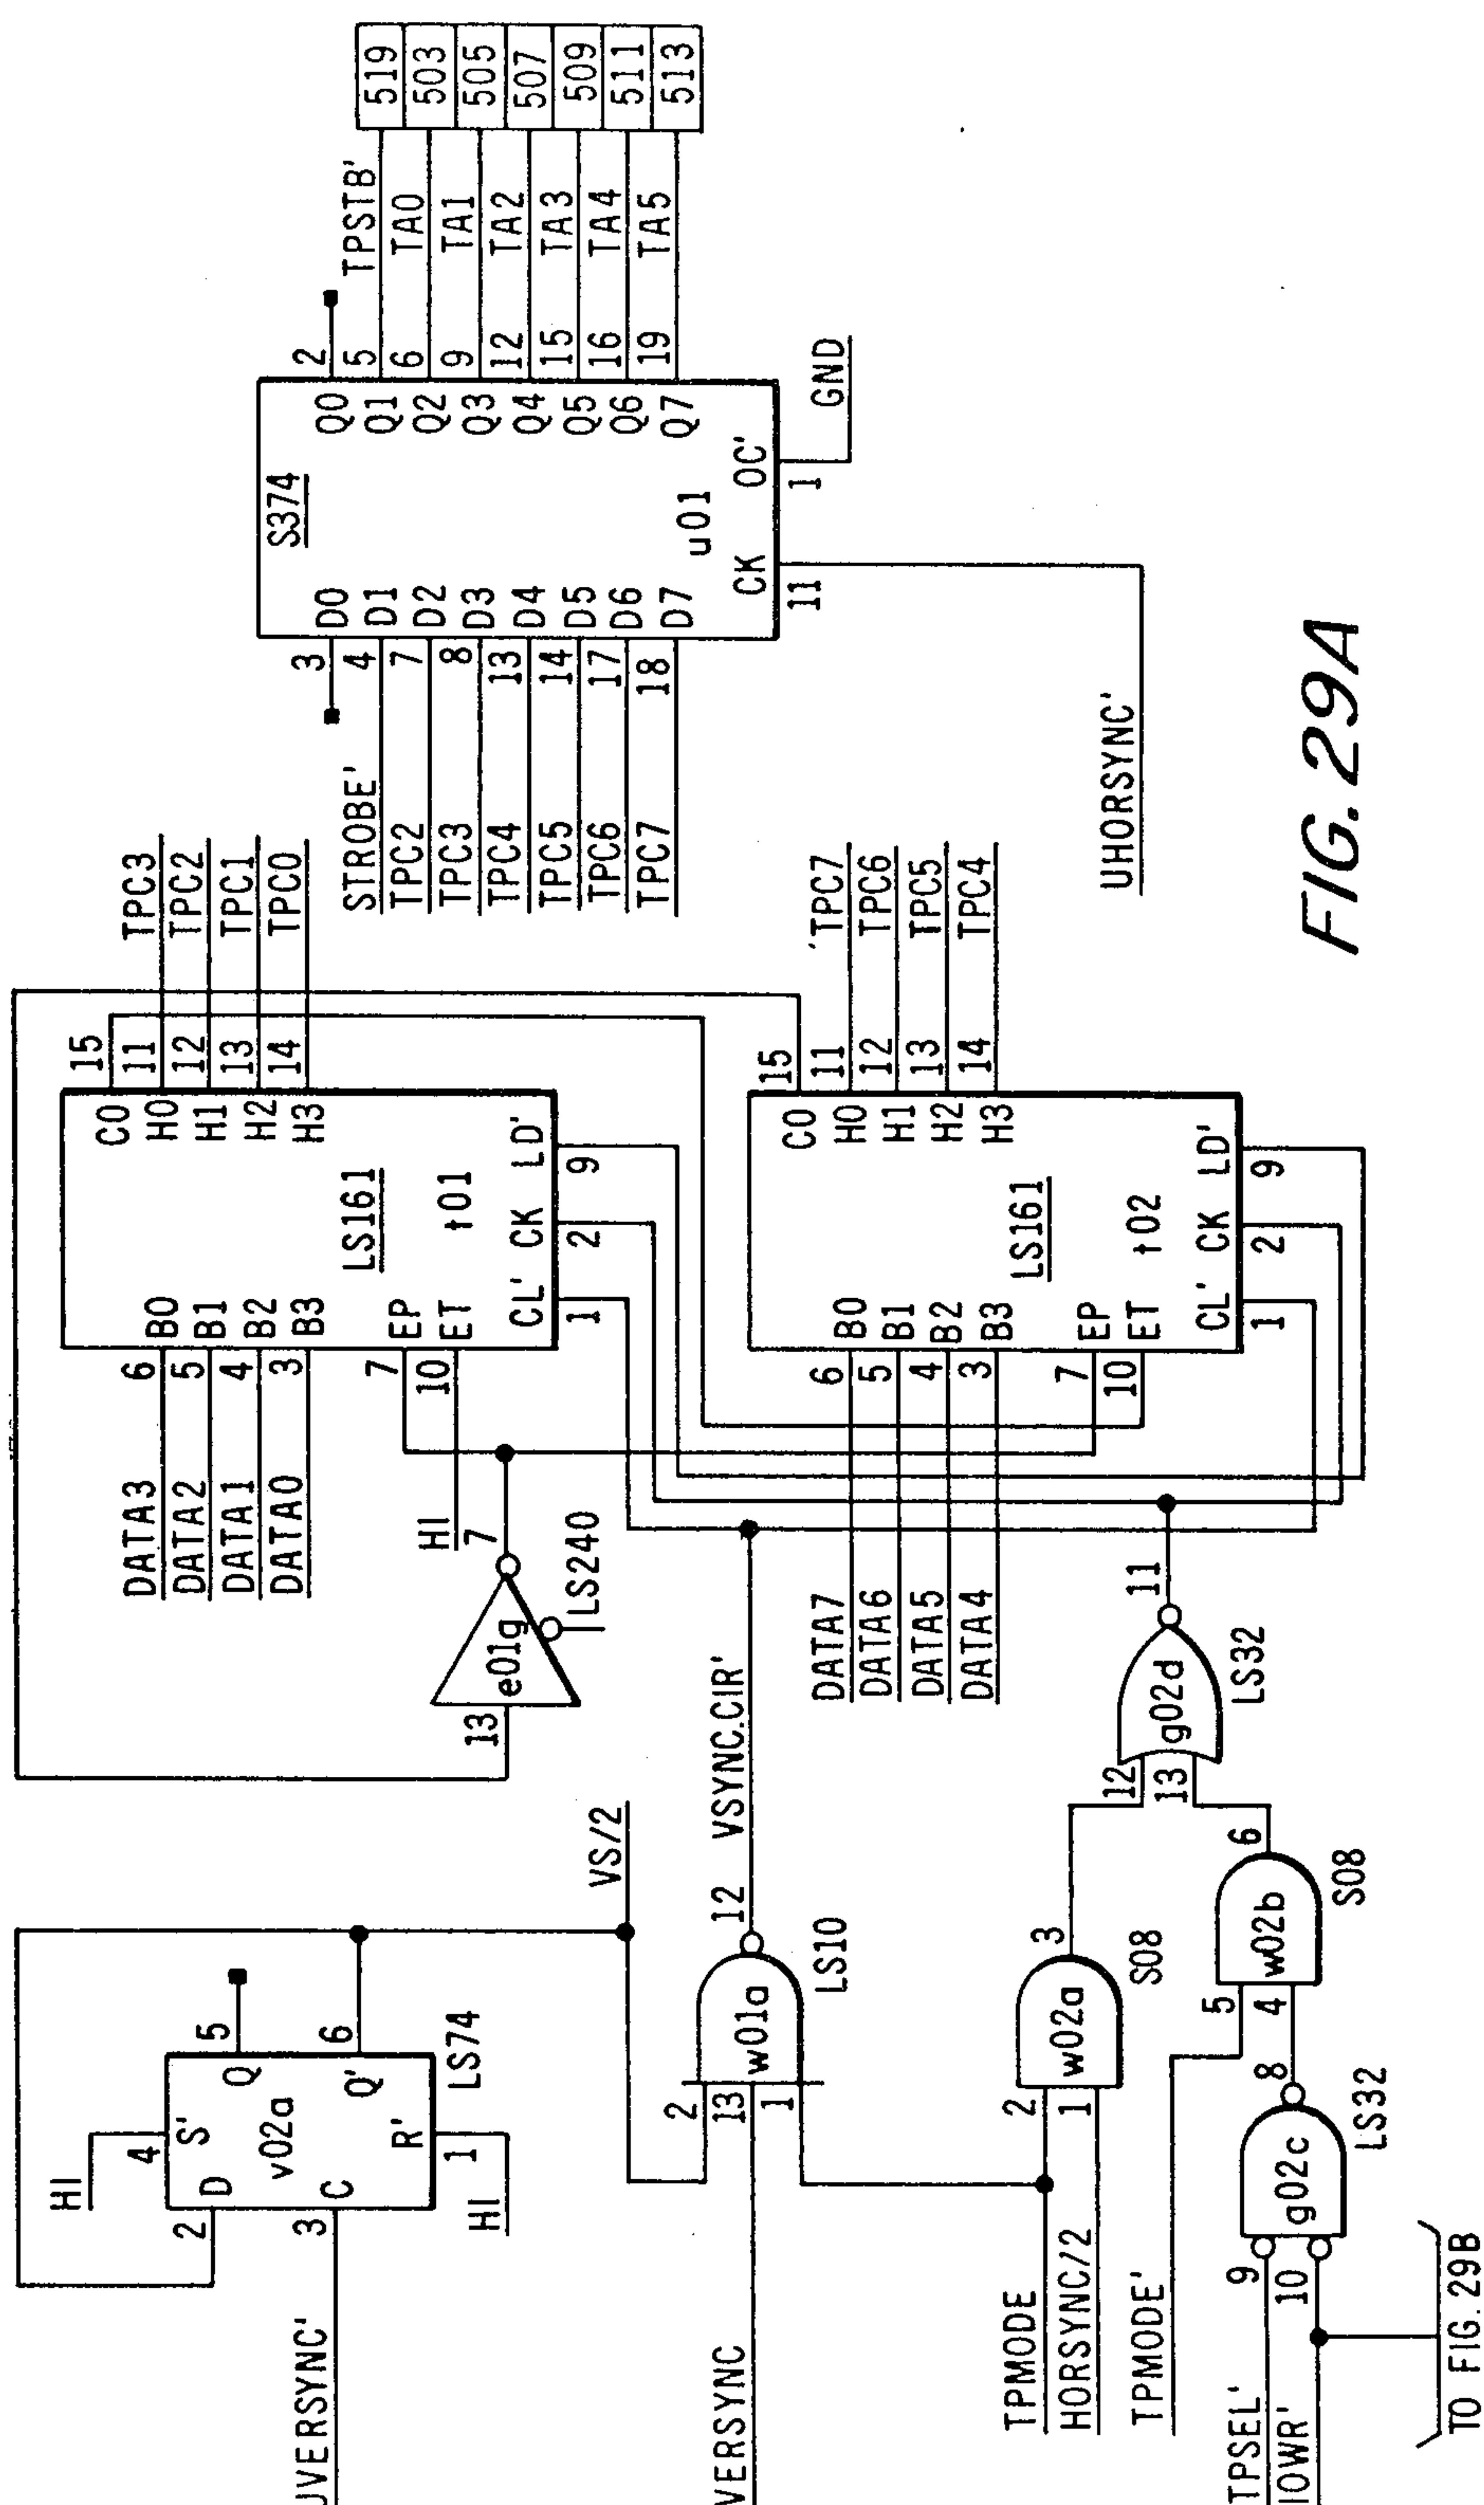 UVERSYNC'
HI
2
3
4
D
S'
C
v02a
Q
Q'
R'
1
HI
5
6
LS74
VS/2
VERSYNC
2
13
1
w01a
LS10
12
VSYNC.CIR'
TPMODE
HORSYNC/2
2
1
w02a
3
S08
TPMODE'
TPSEL'
IOWR'
9
10
g02c
8
LS32
5
4
w02b
6
S08
12
13
g02d
11
LS32
TO FIG. 29B
13
e01g
7
LS240
DATA3
DATA2
DATA1
DATA0
HI
6
5
4
3
7
10
B0
B1
B2
B3
EP
ET
LS161
t01
CL'
CK
LD'
1
2
9
CO
H0
H1
H2
H3
15
11
12
13
14
TPC3
TPC2
TPC1
TPC0
DATA7
DATA6
DATA5
DATA4
6
5
4
3
7
10
B0
B1
B2
B3
EP
ET
LS161
t02
CL'
CK
LD'
1
2
9
CO
H0
H1
H2
H3
15
11
12
13
14
TPC7
TPC6
TPC5
TPC4
STROBE'
TPC2
TPC3
TPC4
TPC5
TPC6
TPC7
3
4
7
8
13
14
17
18
D0
D1
D2
D3
D4
D5
D6
D7
S374
u01
CK
OC'
11
1
GND
UHORSYNC'
Q0
Q1
Q2
Q3
Q4
Q5
Q6
Q7
2
5
6
9
12
15
16
19
TPSTB'
TA0
TA1
TA2
TA3
TA4
TA5
519
503
505
507
509
511
513
FIG. 29A